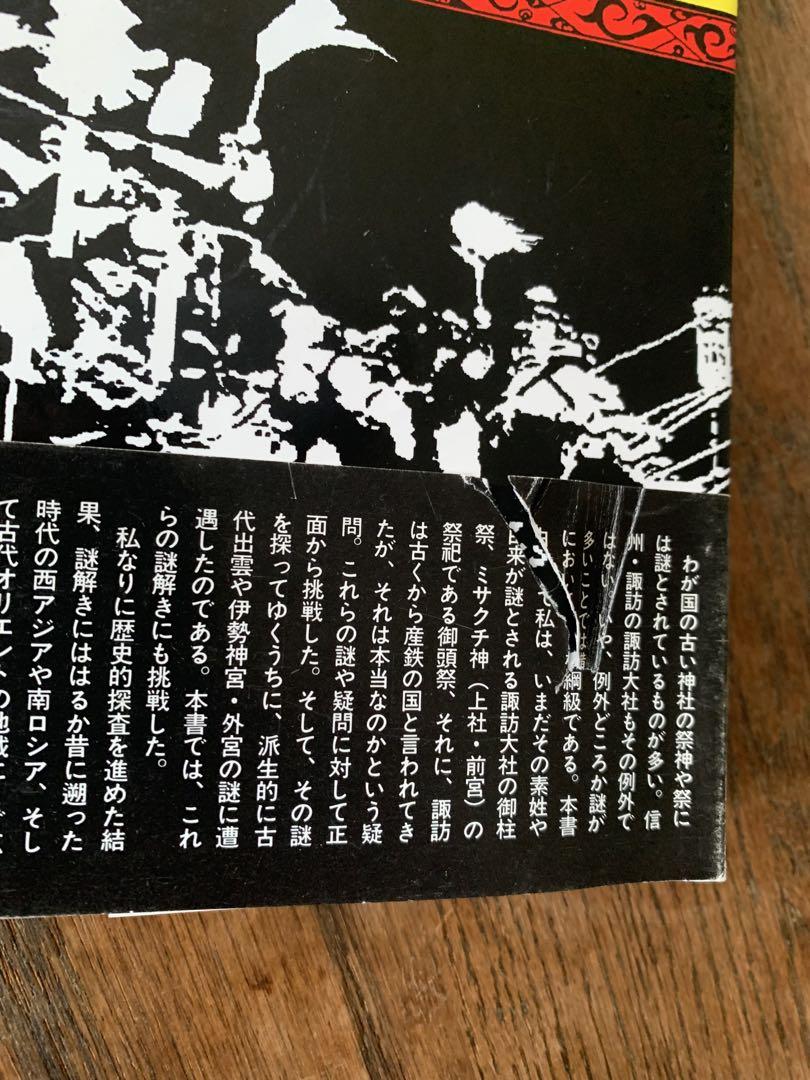 わが国の古い神社の祭神や祭に
は謎とされているものが多い。信
州・諏訪の諏訪大社もその例外で
はない　や、例外どころか謎が
多いことでは　綱級である。本書
におい　て私は、いまだその素姓や
由来が謎とされる諏訪大社の御柱
祭、ミサクチ神（上社・前宮）の
祭祀である御頭祭、それに、諏訪
は古くから産鉄の国と言われてき
たが、それは本当なのかという疑
問。これらの謎や疑問に対して正
面から挑戦した。そして、その謎
を探ってゆくうちに、派生的に古
代出雲や伊勢神宮・外宮の謎に遭
遇したのである。本書では、これ
らの謎解きにも挑戦した。
私なりに歴史的探査を進めた結
果、謎解きにははるか昔に遡った
時代の西アジアや南ロシア、そし
て古代オリエントの地域